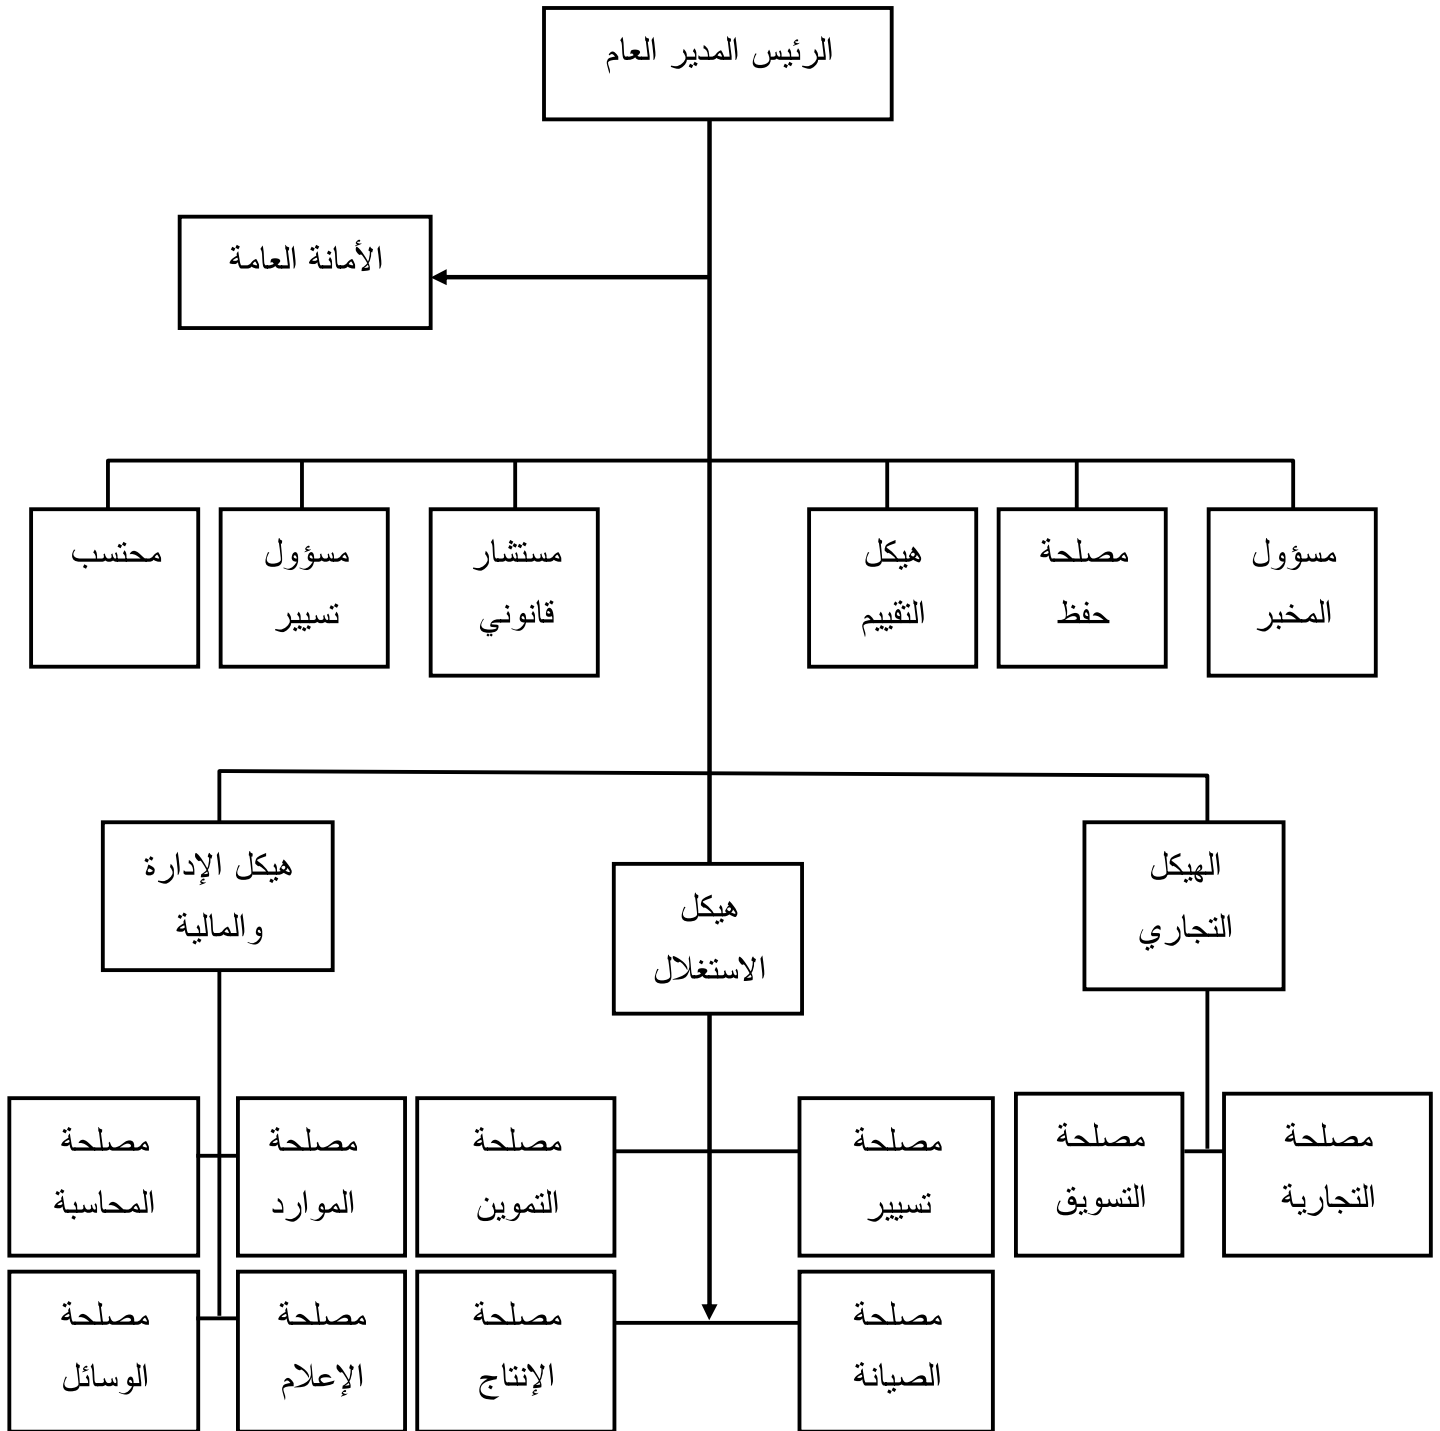 الرئيس المدير العام
الأمانة العامة
مسؤول
المخبر
مصلحة
حفظ
هيكل
التقييم
مستشار
قانوني
مسؤول
تسيير
محتسب
الهيكل
التجاري
هيكل
الاستغلال
هيكل الإدارة
والمالية
مصلحة
التجارية
مصلحة
التسويق
مصلحة
تسيير
مصلحة
التموين
مصلحة
الموارد
مصلحة
المحاسبة
مصلحة
الصيانة
مصلحة
الإنتاج
مصلحة
الإعلام
مصلحة
الوسائل